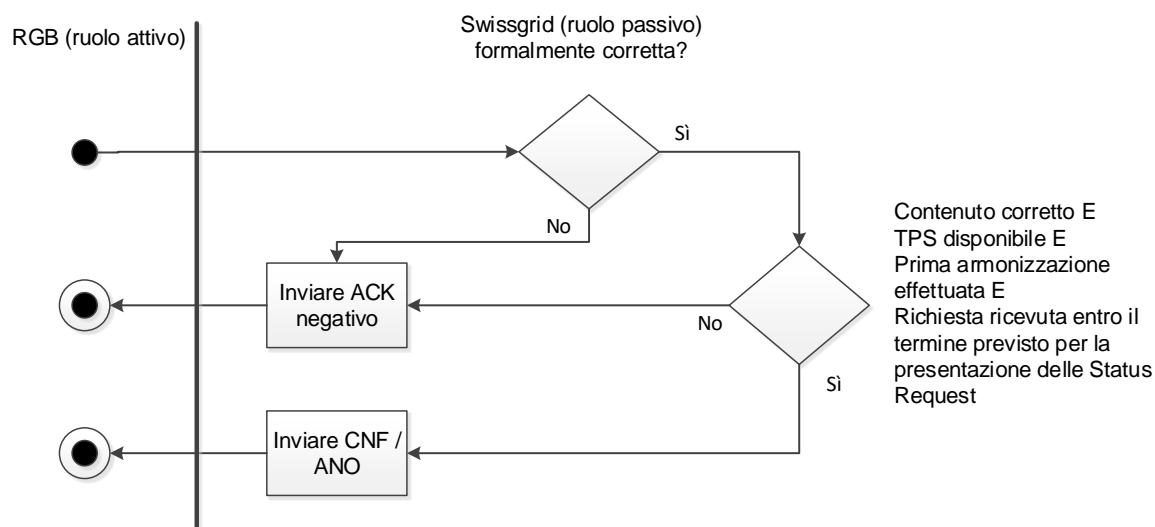 RGB (ruolo attivo)
Swissgrid (ruolo passivo)
formalmente corretta?
Sì
No
Contenuto corretto E
TPS disponibile E
Prima armonizzazione
effettuata E
Richiesta ricevuta entro il
termine previsto per la
presentazione delle Status
Request
Inviare ACK
negativo
No
Sì
Inviare CNF /
ANO